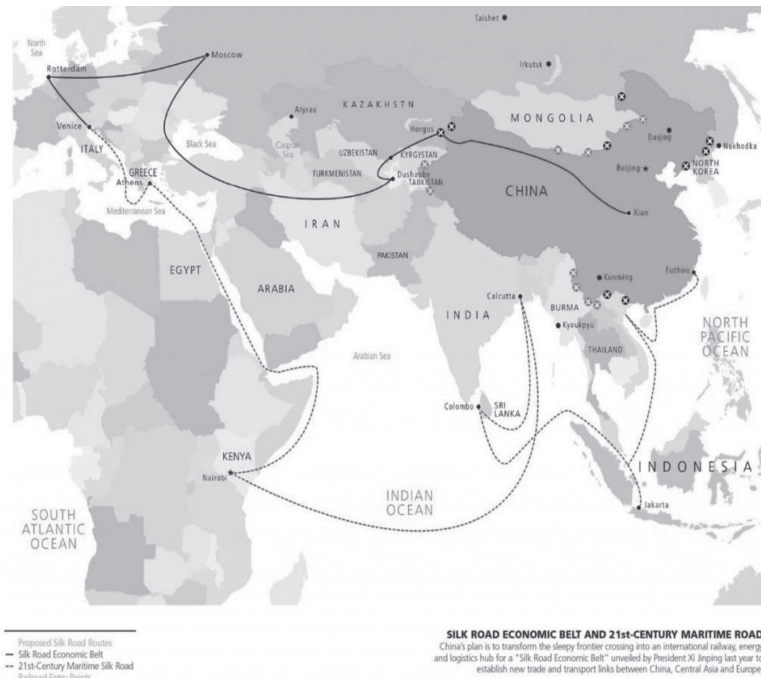 Taishet
North
Sea
Moscow
Rotterdam
Irkutsk
KAZAKHSTN
Atyrau
MONGOLIA
Venice
Horgos
Daqing
Nakhodka
ITALY
Black Sea
Caspian
Sea
UZBEKISTAN
KYRGYSTAN
Beijing
NORTH
KOREA
GREECE
Athens
TURKMENISTAN
Dushanbe
TAJIKISTAN
CHINA
Mediterranean Sea
Xian
IRAN
PAKISTAN
EGYPT
ARABIA
Kunming
Fuzhou
INDIA
Calcutta
BURMA
NORTH
PACIFIC
OCEAN
Kyaukpyu
Arabian Sea
THAILAND
Colombo
SRI
LANKA
KENYA
Nairobi
INDONESIA
INDIAN
OCEAN
Jakarta
SOUTH
ATLANTIC
OCEAN
Proposed Silk Road Routes
Silk Road Economic Belt
21st-Century Maritime Silk Road
Railroad Entry Points
SILK ROAD ECONOMIC BELT AND 21st-CENTURY MARITIME ROAD
China's plan is to transform the sleepy frontier crossing into an international railway, energy
and logistics hub for a "Silk Road Economic Belt" unveiled by President Xi Jinping last year to
establish new trade and transport links between China, Central Asia and Europe